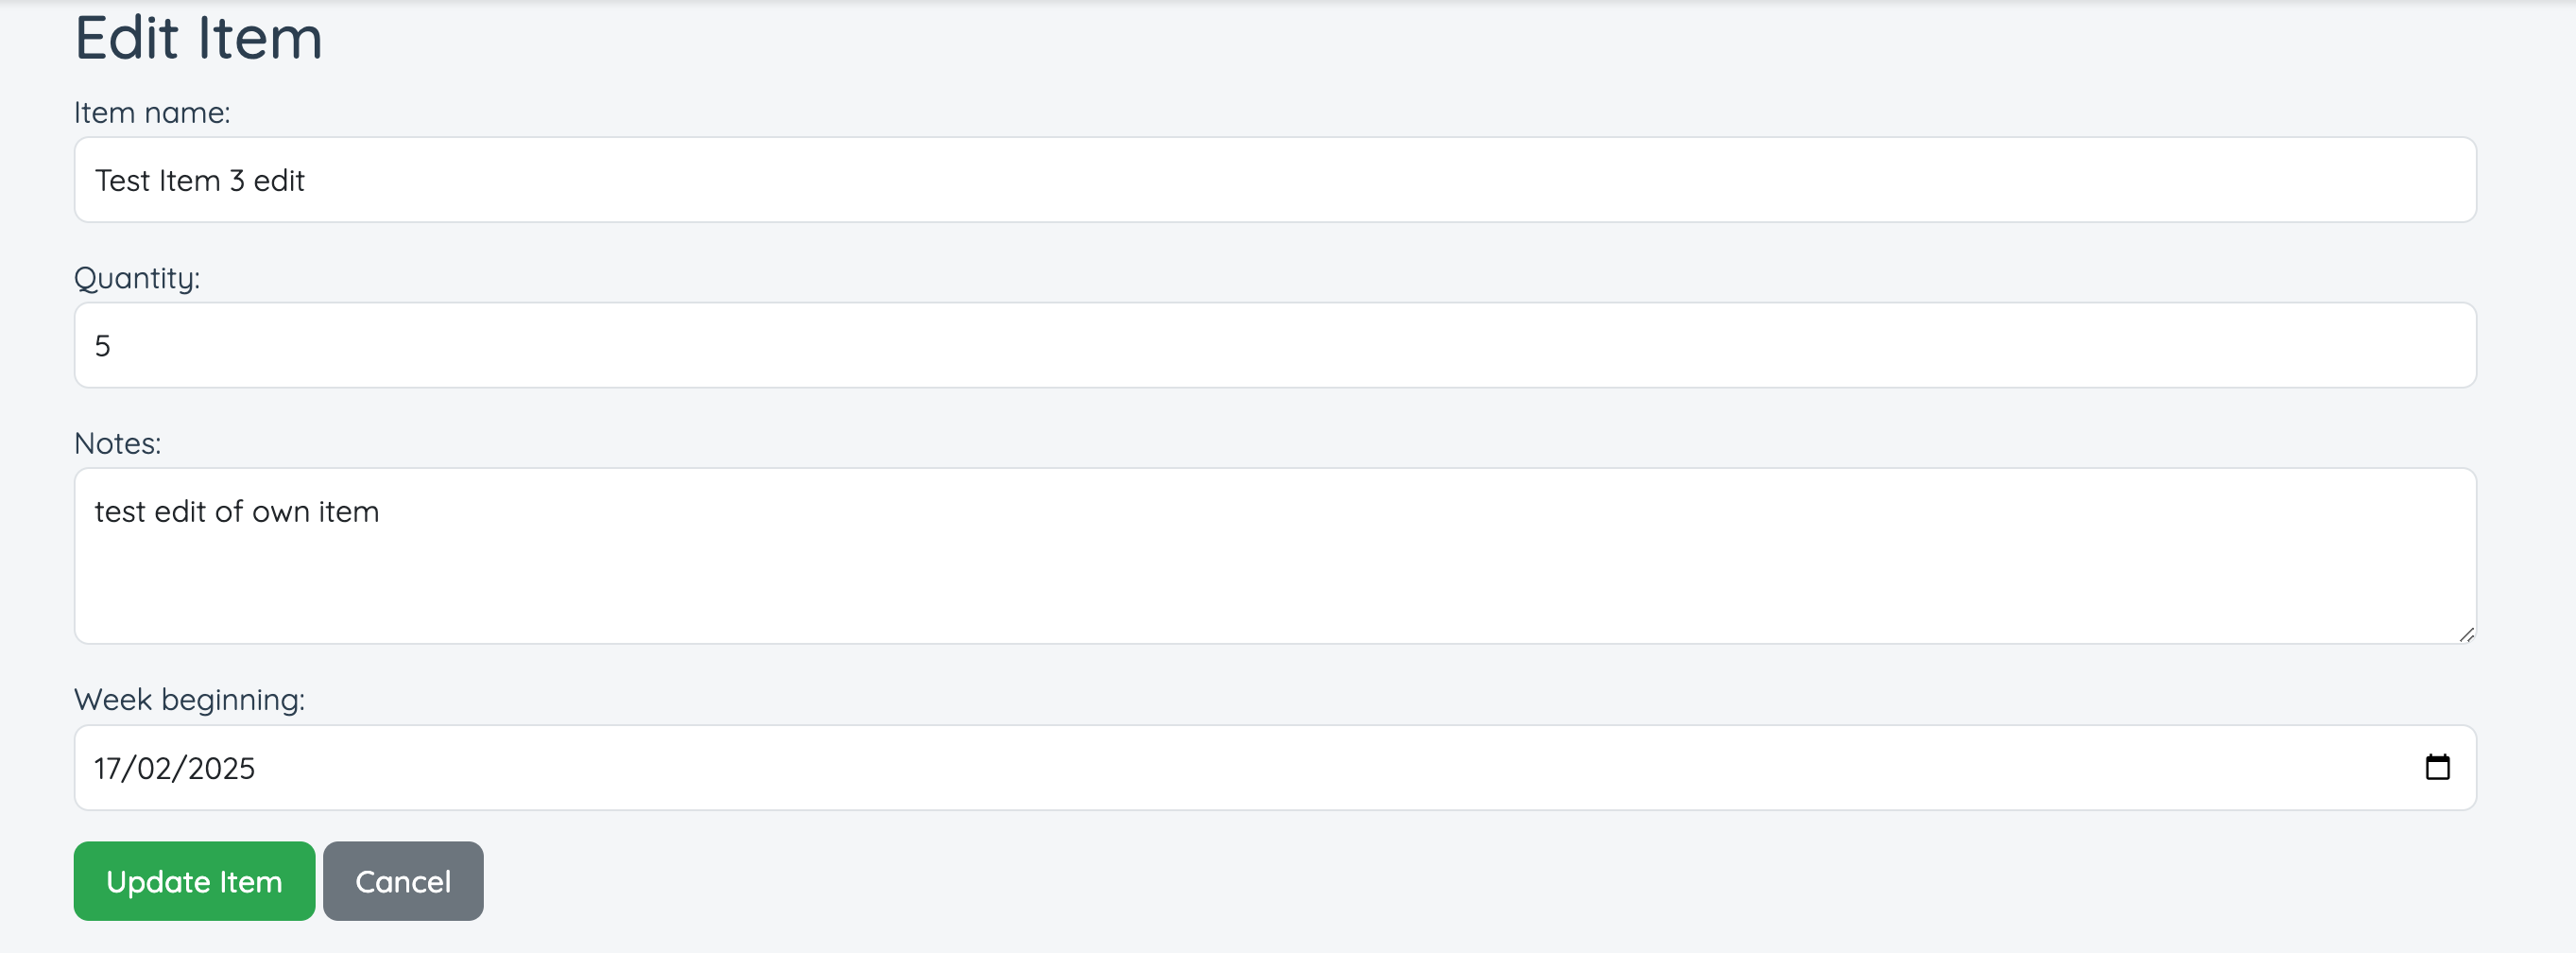 Edit Item
Item name:
Test Item 3 edit
Quantity:
5
Notes:
test edit of own item
Week beginning:
17/02/2025
Update Item Cancel